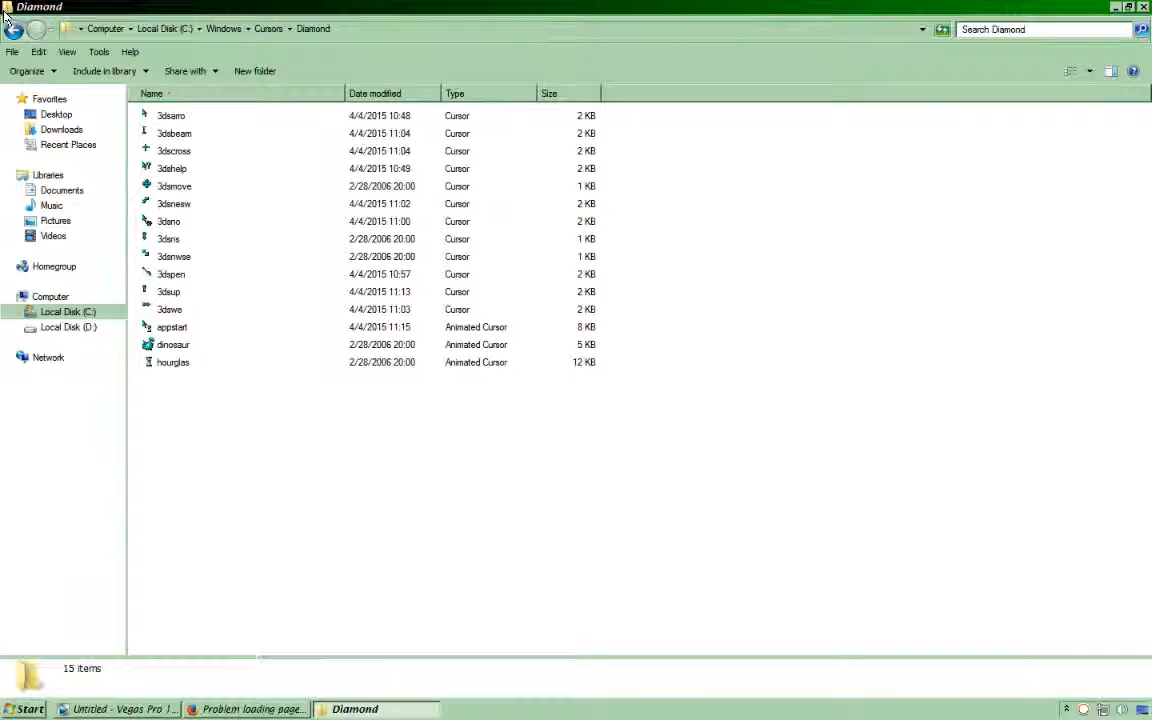 Diamond
Computer Local Disk (C:) Windows Cursors Diamond Search Diamond
File Edit View Tools Help
Organize Include in library Share with New folder
Name Date modified Type Size
Favorites
Desktop
Downloads
Recent Places
Libraries
Documents
Music
Pictures
Videos
Homegroup
Computer
Local Disk (C:)
Local Disk (D:)
Network
3dsarro 4/4/2015 10:48 Cursor 2 KB
3dsbeam 4/4/2015 11:04 Cursor 2 KB
3dscross 4/4/2015 11:04 Cursor 2 KB
3dshelp 4/4/2015 10:49 Cursor 2 KB
3dsmove 2/28/2006 20:00 Cursor 1 KB
3dsnesw 4/4/2015 11:02 Cursor 2 KB
3dsno 4/4/2015 11:00 Cursor 2 KB
3dsns 2/28/2006 20:00 Cursor 1 KB
3dsnwse 2/28/2006 20:00 Cursor 1 KB
3dspen 4/4/2015 10:57 Cursor 2 KB
3dsup 4/4/2015 11:13 Cursor 2 KB
3dswe 4/4/2015 11:03 Cursor 2 KB
appstart 4/4/2015 11:15 Animated Cursor 8 KB
dinosaur 2/28/2006 20:00 Animated Cursor 5 KB
hourglas 2/28/2006 20:00 Animated Cursor 12 KB
15 items
Start Untitled - Vegas Pro 1... Problem loading page... Diamond